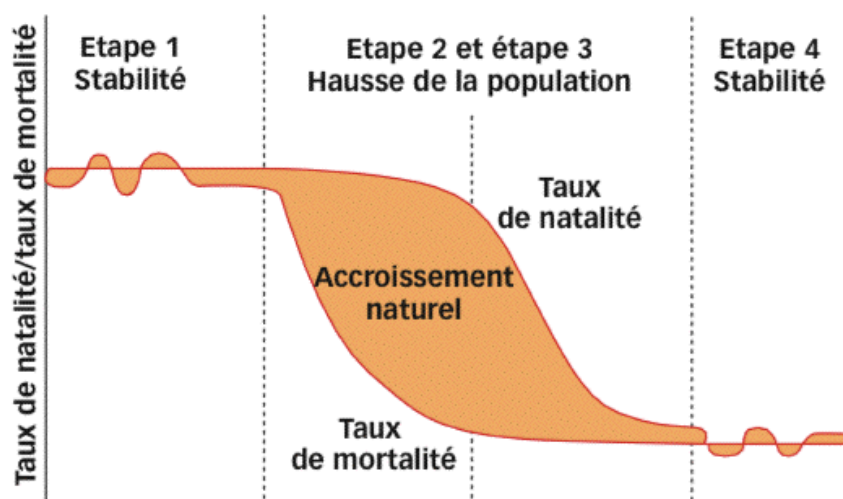 Taux de natalité/taux de mortalité
Etape 1
Stabilité
Etape 2 et étape 3
Hausse de la population
Etape 4
Stabilité
Taux
de natalité
Accroissement
naturel
Taux
de mortalité